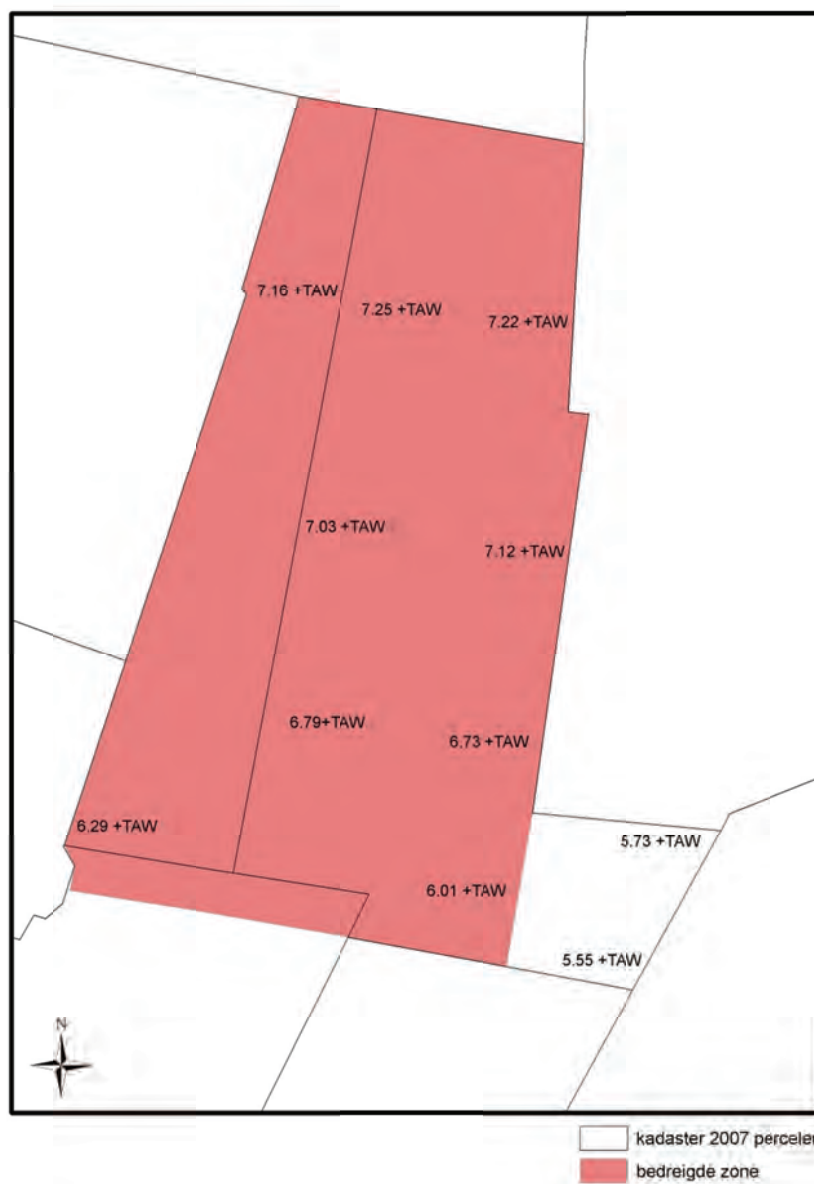 7.16 +TAW
7.25 +TAW
7.22 +TAW
7.03 +TAW
7.12 +TAW
6.79+TAW
6.73 +TAW
6.29 +TAW
5.73 +TAW
6.01 +TAW
5.55 +TAW
N
kadaster 2007 percelen
bedreigde zone